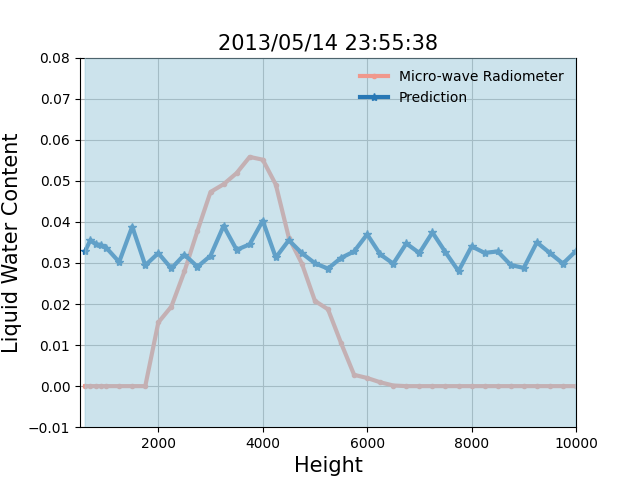 2013/05/14 23:55:38
Micro-wave Radiometer
Prediction
Liquid Water Content
0.08
0.07
0.06
0.05
0.04
0.03
0.02
0.01
0.00
−0.01
2000 4000 6000 8000 10000
Height